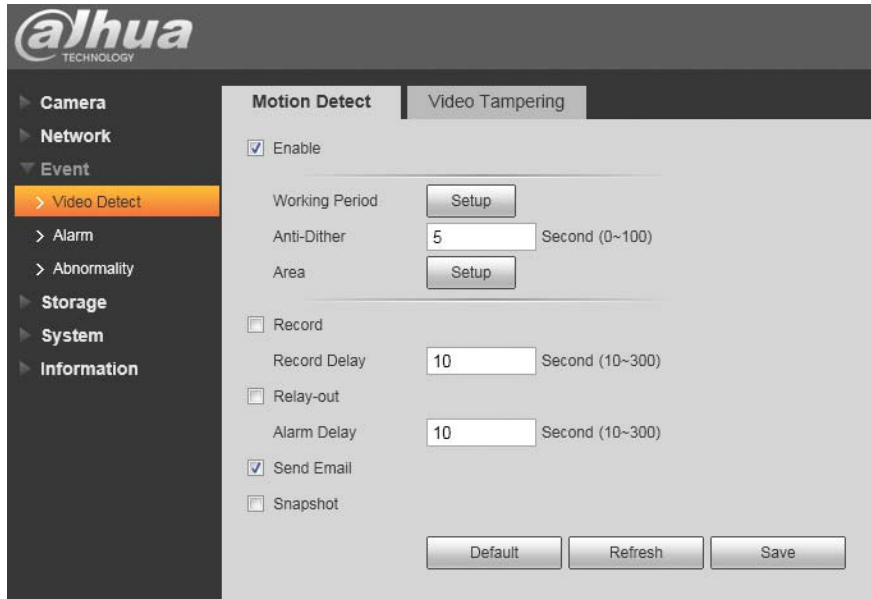 alhua
TECHNOLOGY
Camera
Network
Event
Video Detect
Alarm
Abnormality
Storage
System
Information
Motion Detect
Video Tampering
Enable
Working Period Setup
Anti-Dither 5 Second (0~100)
Area Setup
Record
Record Delay 10 Second (10~300)
Relay-out
Alarm Delay 10 Second (10~300)
Send Email
Snapshot
Default Refresh Save